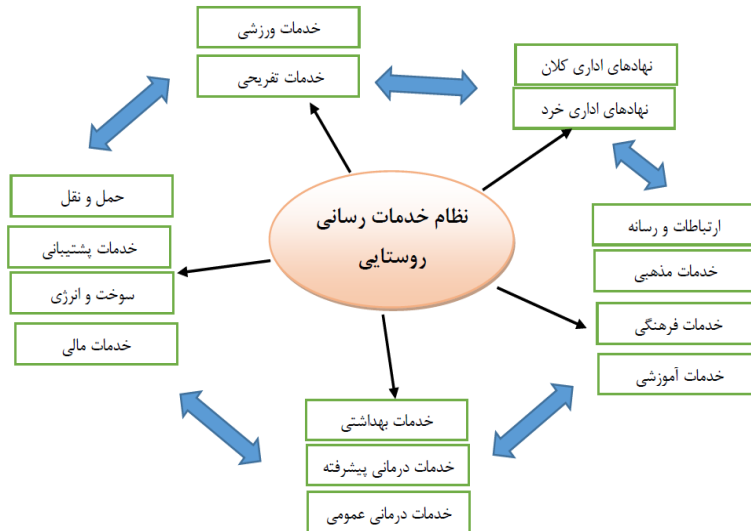 خدمات ورزشی
خدمات تفریحی
نهادهای اداری کلان
نهادهای اداری خرد
نظام خدمات رسانی
روستایی
ارتباطات و رسانه
خدمات مذهبی
خدمات فرهنگی
خدمات آموزشی
حمل و نقل
خدمات پشتیبانی
سوخت و انرژی
خدمات مالی
خدمات بهداشتی
خدمات درمانی پیشرفته
خدمات درمانی عمومی